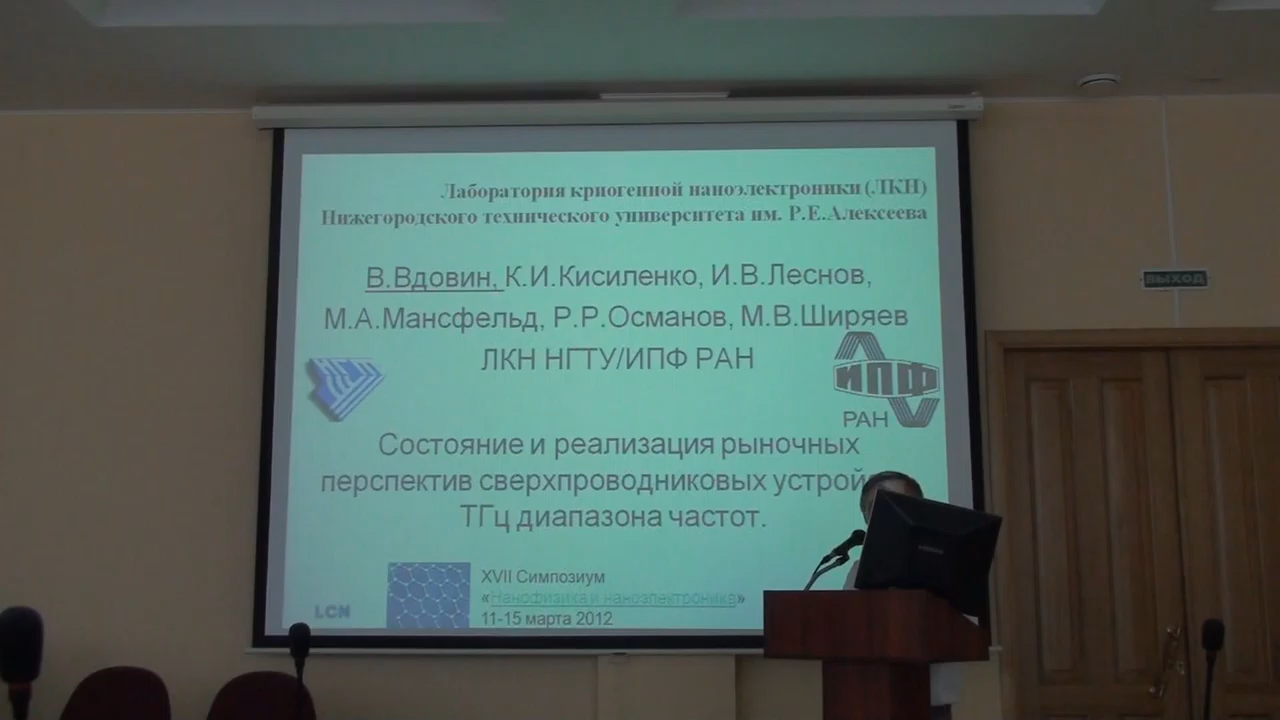 Лаборатория криогенной наноэлектроники (ЛКН)
Нижегородского технического университета им. Р.Е.Алексеева
В.Вдовин, К.И.Кисиленко, И.В.Леснов,
М.А.Мансфельд, Р.Р.Османов, М.В.Ширяев
ЛКН НГТУ/ИПФ РАН
ИПФ
РАН
Состояние и реализация рыночных
перспектив сверхпроводниковых устрой
ТГц диапазона частот.
XVII Симпозиум
«Нанофизика и наноэлектроника»
11-15 марта 2012
LCN
ВЫХОД